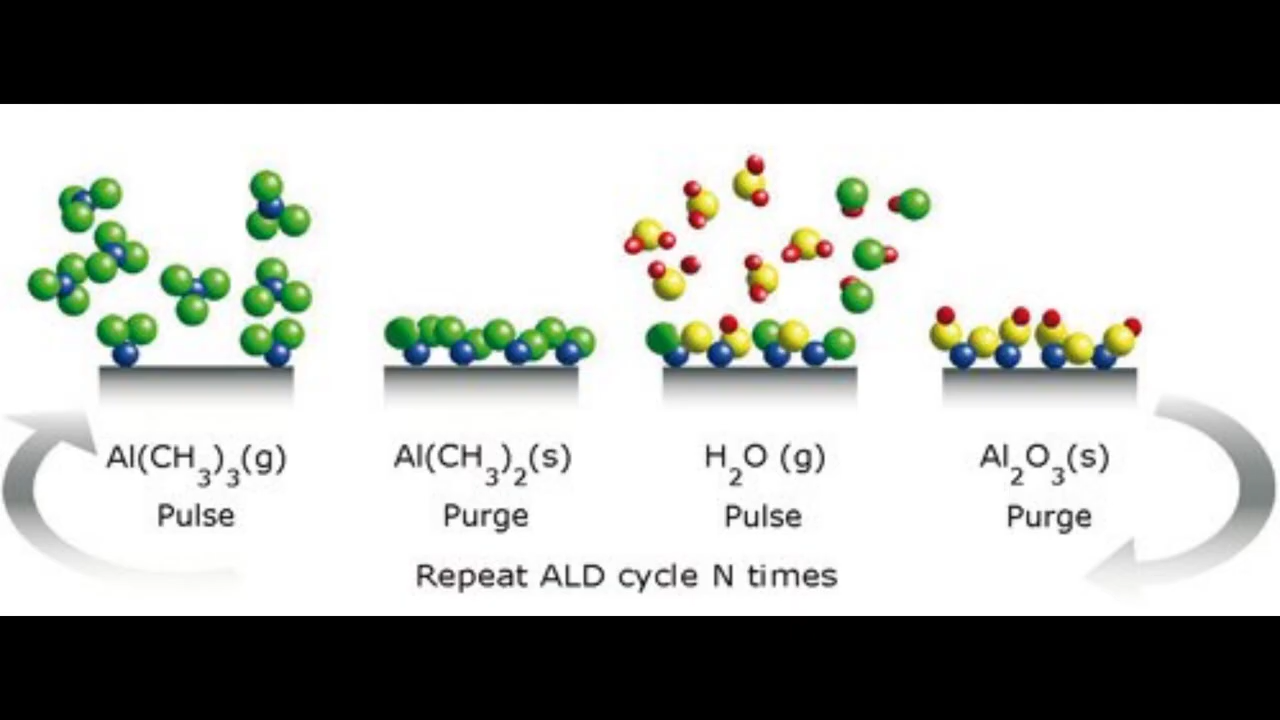 Al(CH₃)₃(g)
Pulse
Al(CH₃)₂(s)
Purge
H₂O (g)
Pulse
Al₂O₃(s)
Purge
Repeat ALD cycle N times